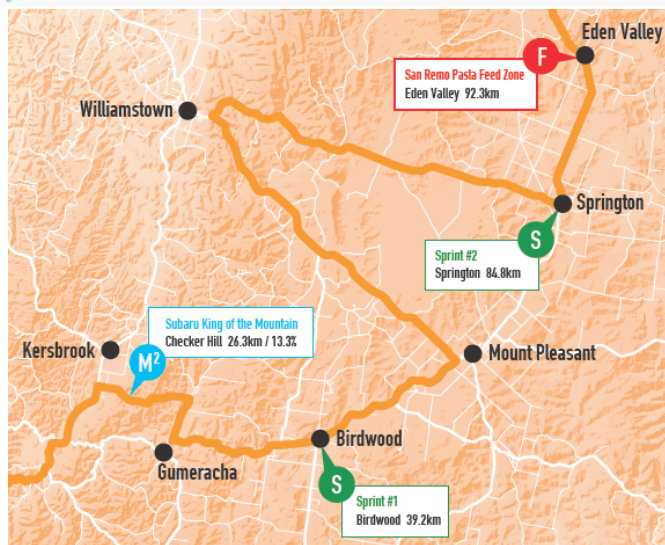 Eden Valley
F
San Remo Pasta Feed Zone
Eden Valley 92.3km
Williamstown
Springton
S
Sprint #2
Springton 84.8km
Subaru King of the Mountain
Checker Hill 26.3km / 13.3%
Kersbrook
M²
Mount Pleasant
Birdwood
Gumeracha
S
Sprint #1
Birdwood 39.2km